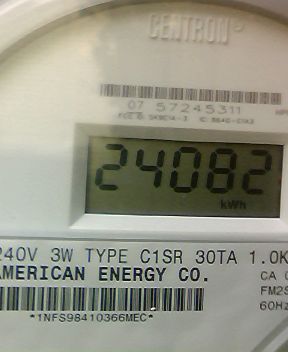 CENTRON
07 57245311
24082
kWh
240V 3W TYPE C1SR 30TA 1.0K
AMERICAN ENERGY CO.
CA 0
FM2S
60Hz
*1NFS98410366MEC*